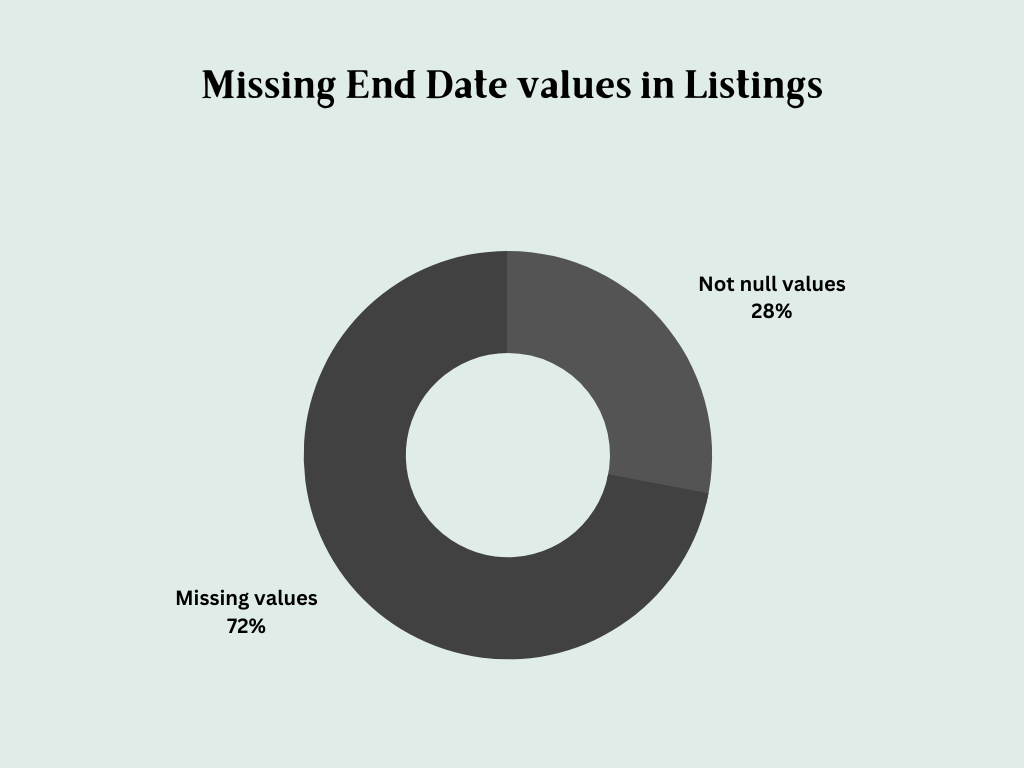 Missing End Date values in Listings
Not null values
28%
Missing values
72%